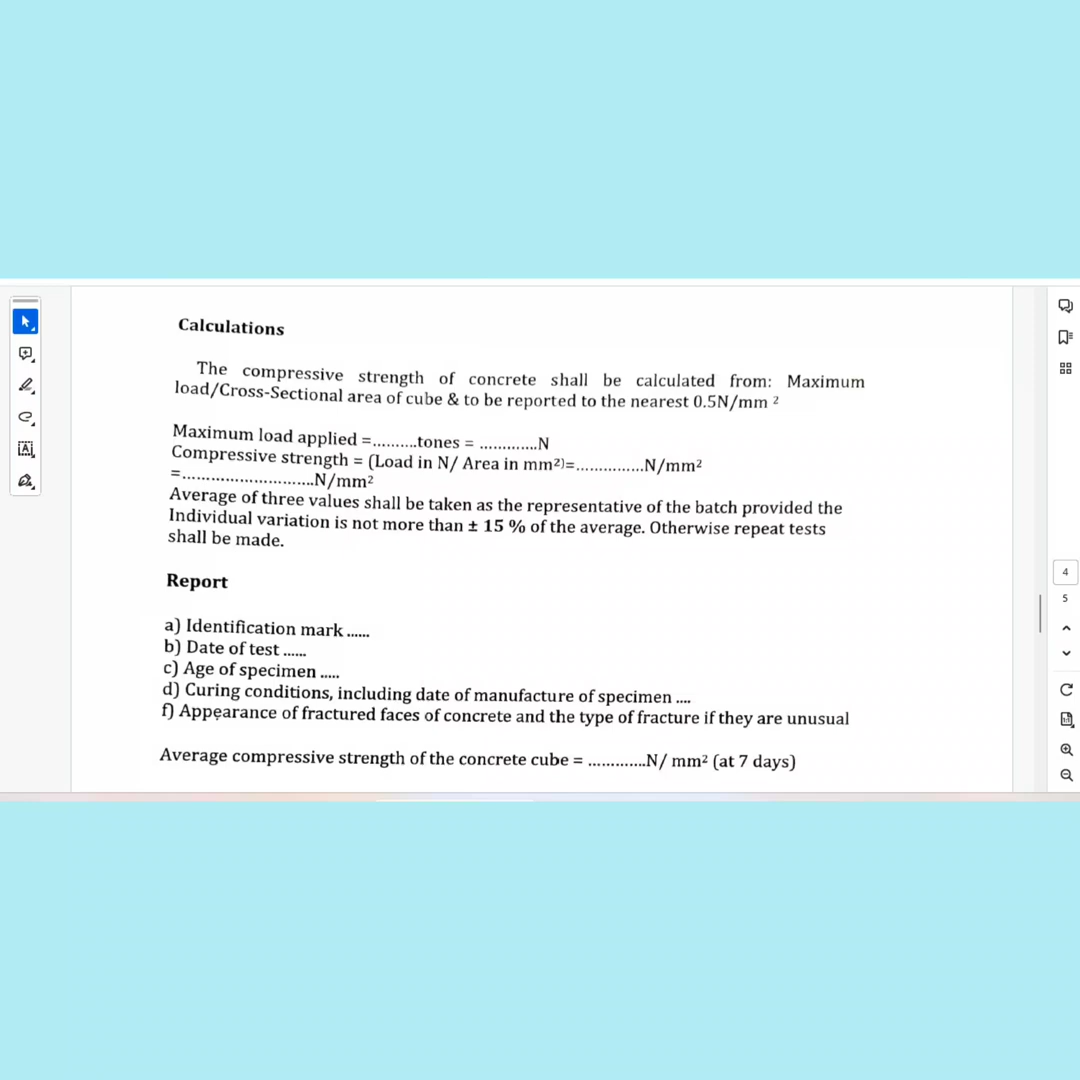 Calculations
The compressive strength of concrete shall be calculated from: Maximum
load/Cross-Sectional area of cube & to be reported to the nearest 0.5N/mm 2
Maximum load applied =..........tones = .............N
Compressive strength = (Load in N/ Area in mm²)=...............N/mm²
=.............................N/mm²
Average of three values shall be taken as the representative of the batch provided the
Individual variation is not more than ± 15 % of the average. Otherwise repeat tests
shall be made.
Report
a) Identification mark ......
b) Date of test ......
c) Age of specimen .....
d) Curing conditions, including date of manufacture of specimen ....
f) Appearance of fractured faces of concrete and the type of fracture if they are unusual
Average compressive strength of the concrete cube = .............N/ mm² (at 7 days)
4
5